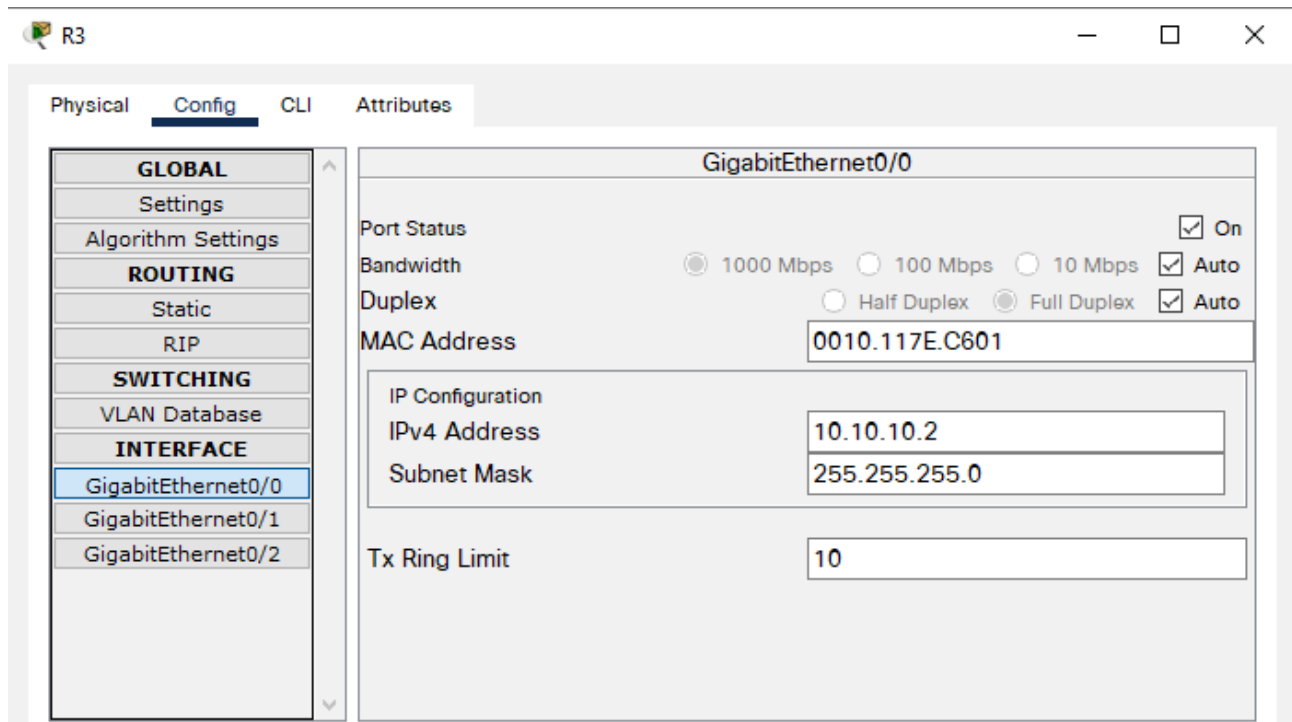 R3
Physical Config CLI Attributes
GLOBAL
Settings
Algorithm Settings
ROUTING
Static
RIP
SWITCHING
VLAN Database
INTERFACE
GigabitEthernet0/0
GigabitEthernet0/1
GigabitEthernet0/2
GigabitEthernet0/0
Port Status On
Bandwidth 1000 Mbps 100 Mbps 10 Mbps Auto
Duplex Half Duplex Full Duplex Auto
MAC Address 0010.117E.C601
IP Configuration
IPv4 Address 10.10.10.2
Subnet Mask 255.255.255.0
Tx Ring Limit 10